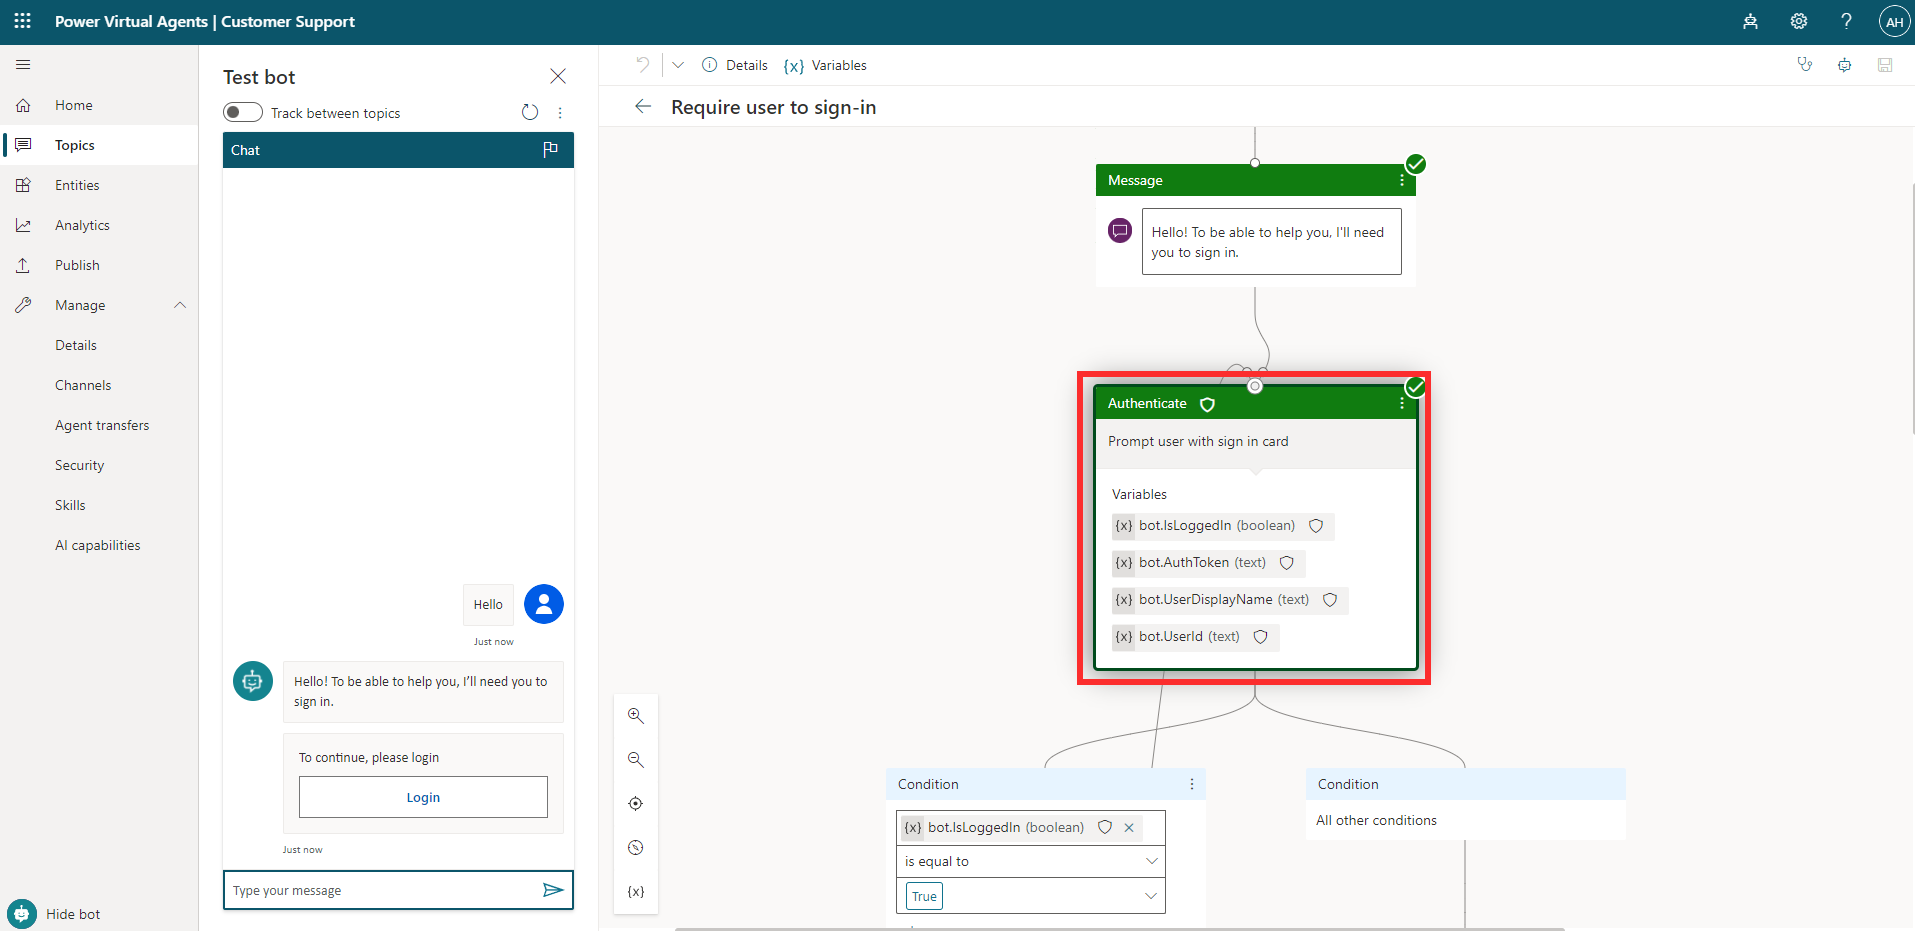 Power Virtual Agents | Customer Support
AH
Home
Topics
Entities
Analytics
Publish
Manage
Details
Channels
Agent transfers
Security
Skills
AI capabilities
Hide bot
Test bot
Track between topics
Chat
Hello
Just now
Hello! To be able to help you, I'll need you to
sign in.
To continue, please login
Login
Just now
Type your message
Details
{x} Variables
Require user to sign-in
Message
Hello! To be able to help you, I'll need
you to sign in.
Authenticate
Prompt user with sign in card
Variables
{x} bot.IsLoggedIn (boolean)
{x} bot.AuthToken (text)
{x} bot.UserDisplayName (text)
{x} bot.UserId (text)
{x}
Condition
{x} bot.IsLoggedIn (boolean)
is equal to
True
Condition
All other conditions